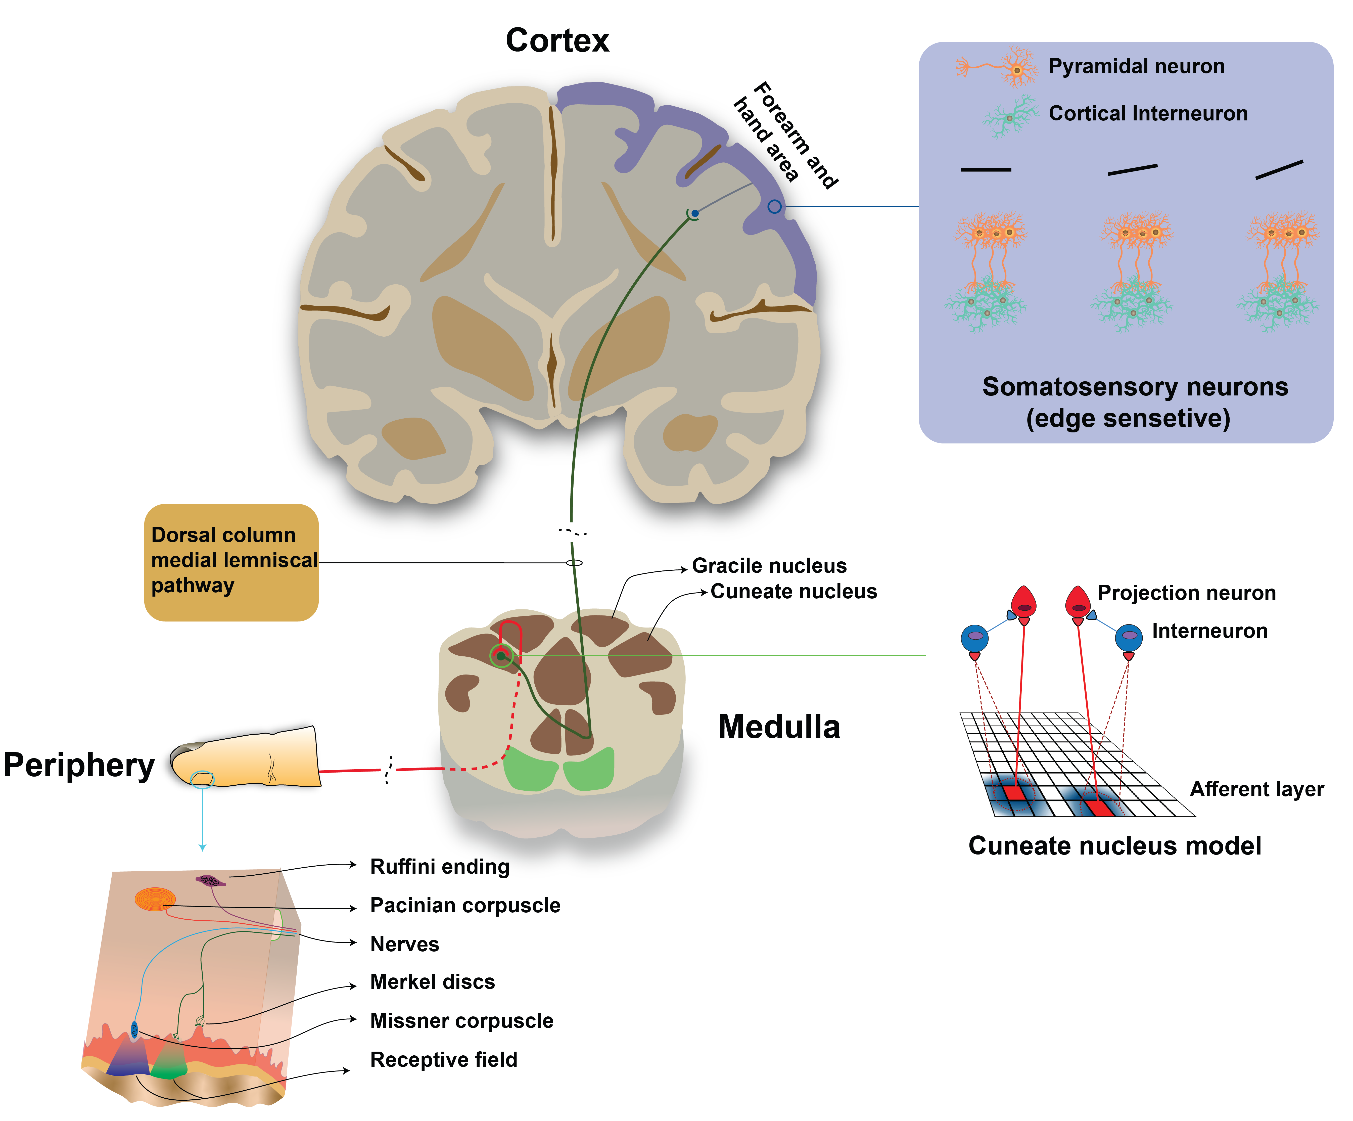 Cortex
Forearm and
hand area
Pyramidal neuron
Cortical Interneuron
Somatosensory neurons
(edge sensetive)
Dorsal column
medial lemniscal
pathway
Gracile nucleus
Cuneate nucleus
Medulla
Projection neuron
Interneuron
Afferent layer
Cuneate nucleus model
Periphery
Ruffini ending
Pacinian corpuscle
Nerves
Merkel discs
Missner corpuscle
Receptive field